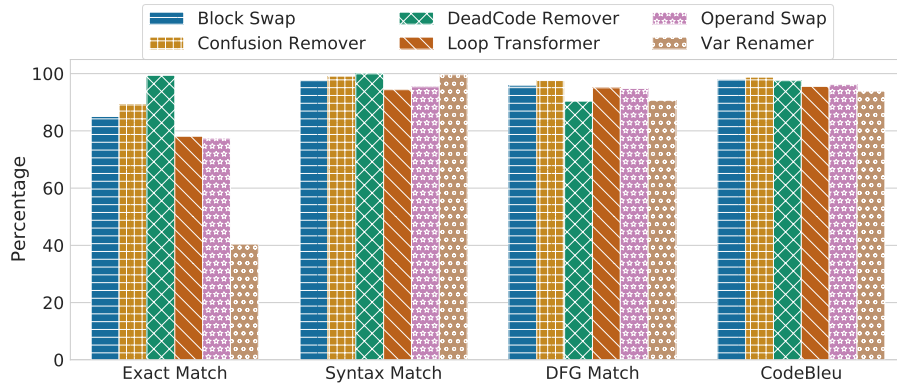 Block Swap DeadCode Remover Operand Swap
Confusion Remover Loop Transformer Var Renamer
Percentage
100
80
60
40
20
0
Exact Match Syntax Match DFG Match CodeBleu